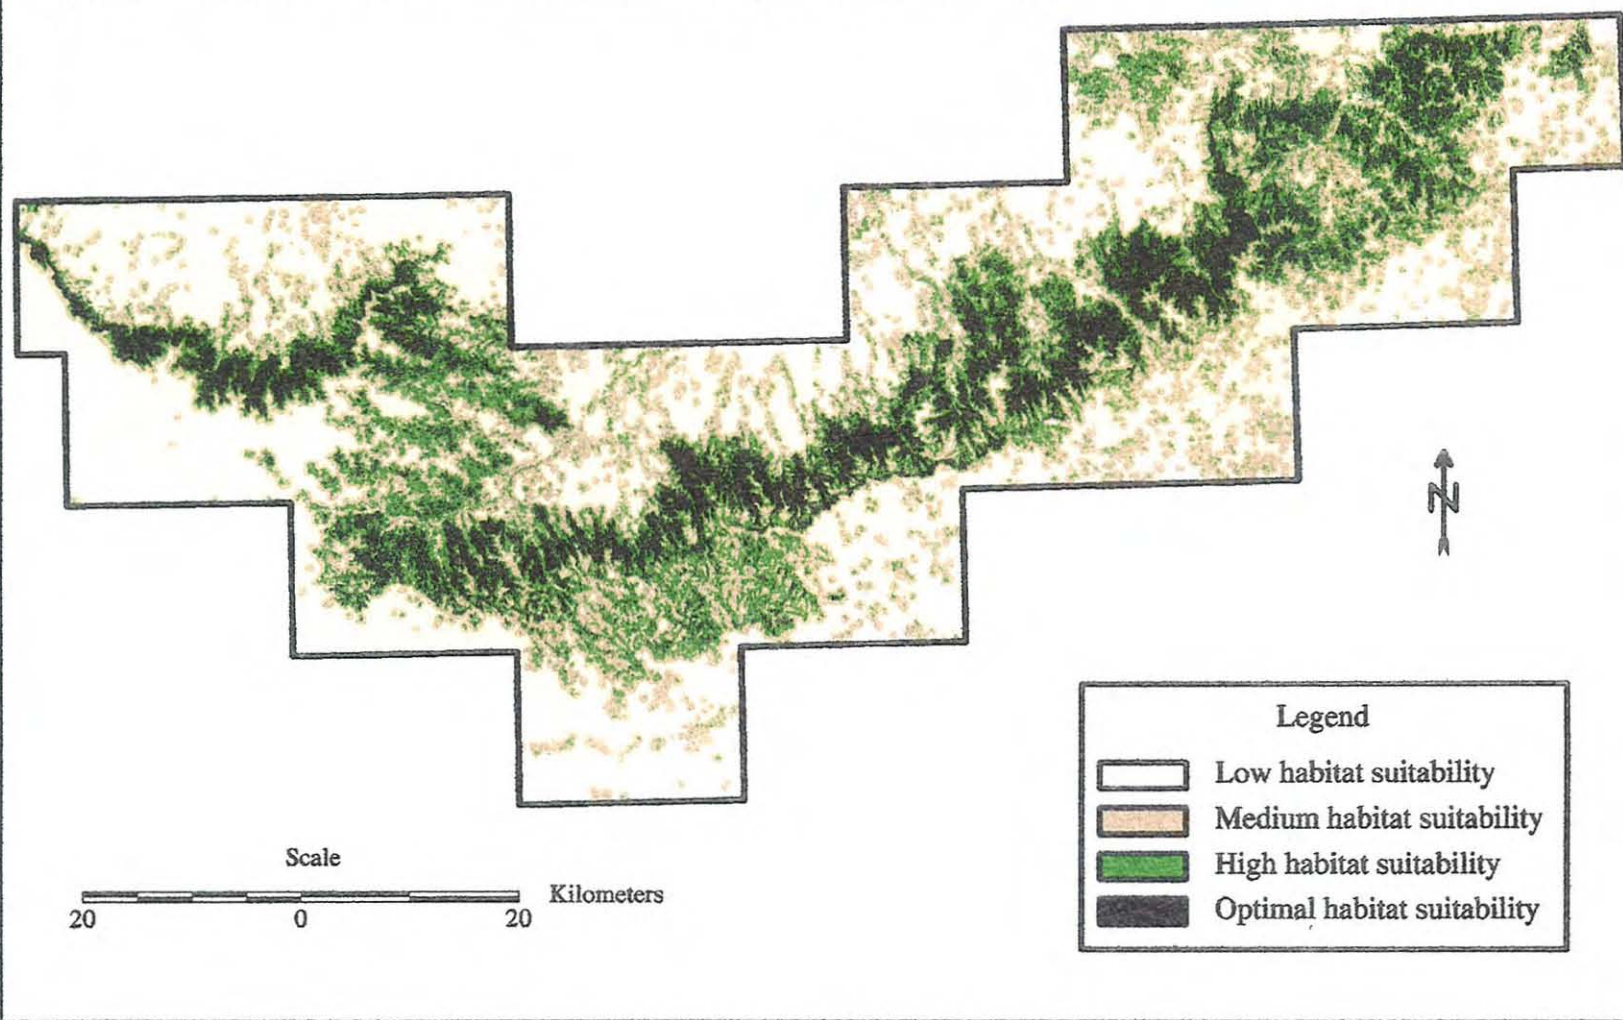 N
Legend
Low habitat suitability
Medium habitat suitability
High habitat suitability
Optimal habitat suitability
Scale
Kilometers
20 0 20